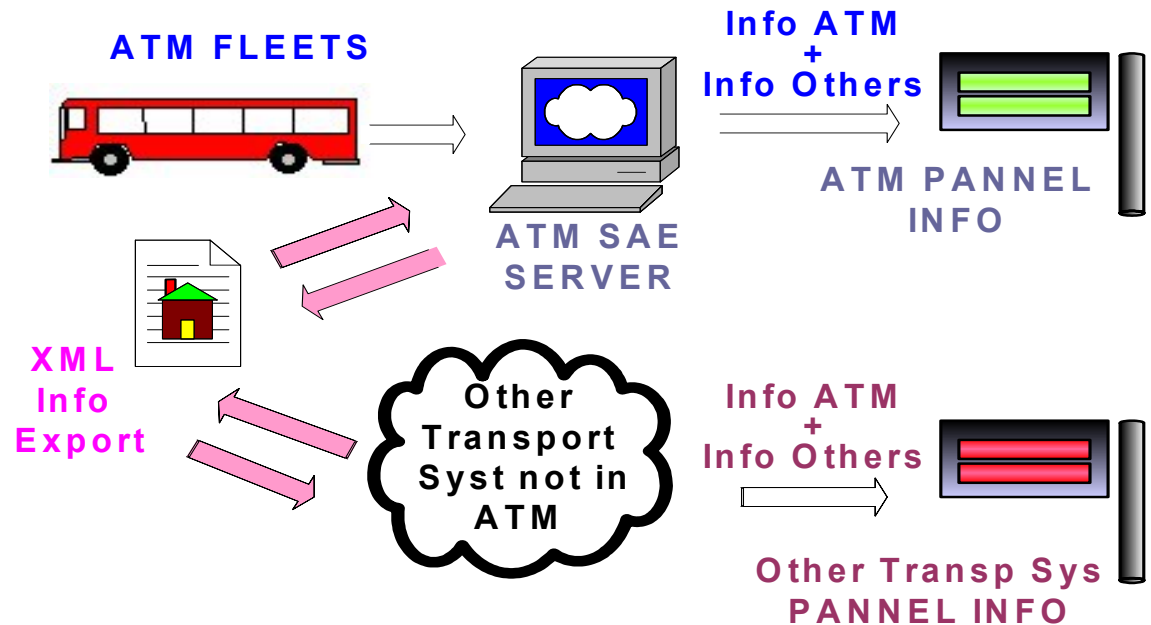 ATM FLEETS
Info ATM
+
Info Others
ATM PANNEL
INFO
ATM SAE
SERVER
XML
Info
Export
Other
Transport
Syst not in
ATM
Info ATM
+
Info Others
Other Transp Sys
PANNEL INFO